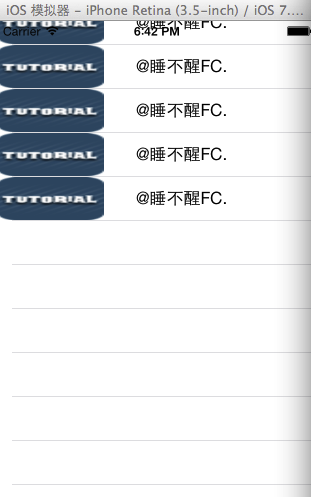 iOS 模拟器 - iPhone Retina (3.5-inch) / iOS 7....
@睡不醒FC.
Carrier 6:42 PM
TUTORIAL @睡不醒FC.
TUTORIAL @睡不醒FC.
TUTORIAL @睡不醒FC.
TUTORIAL @睡不醒FC.